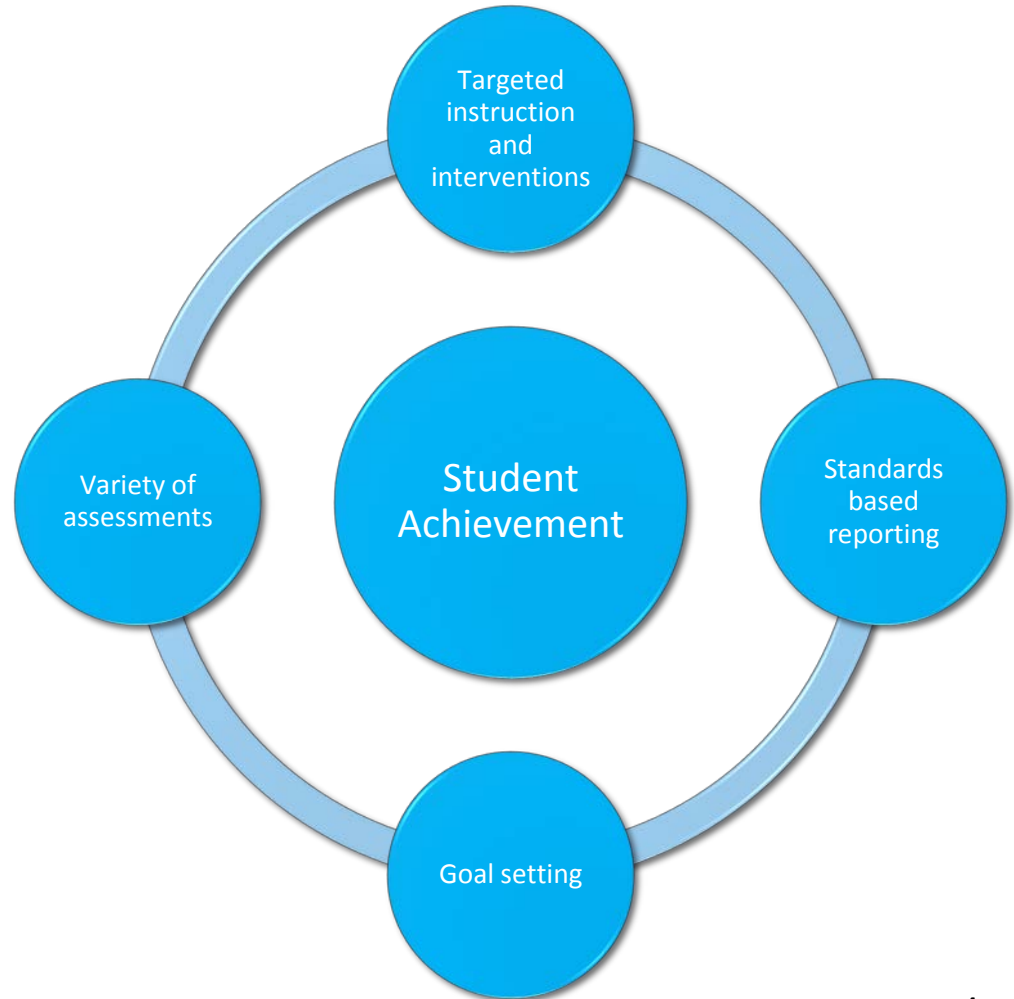 Targeted
instruction
and
interventions
Variety of
assessments
Student
Achievement
Standards
based
reporting
Goal setting